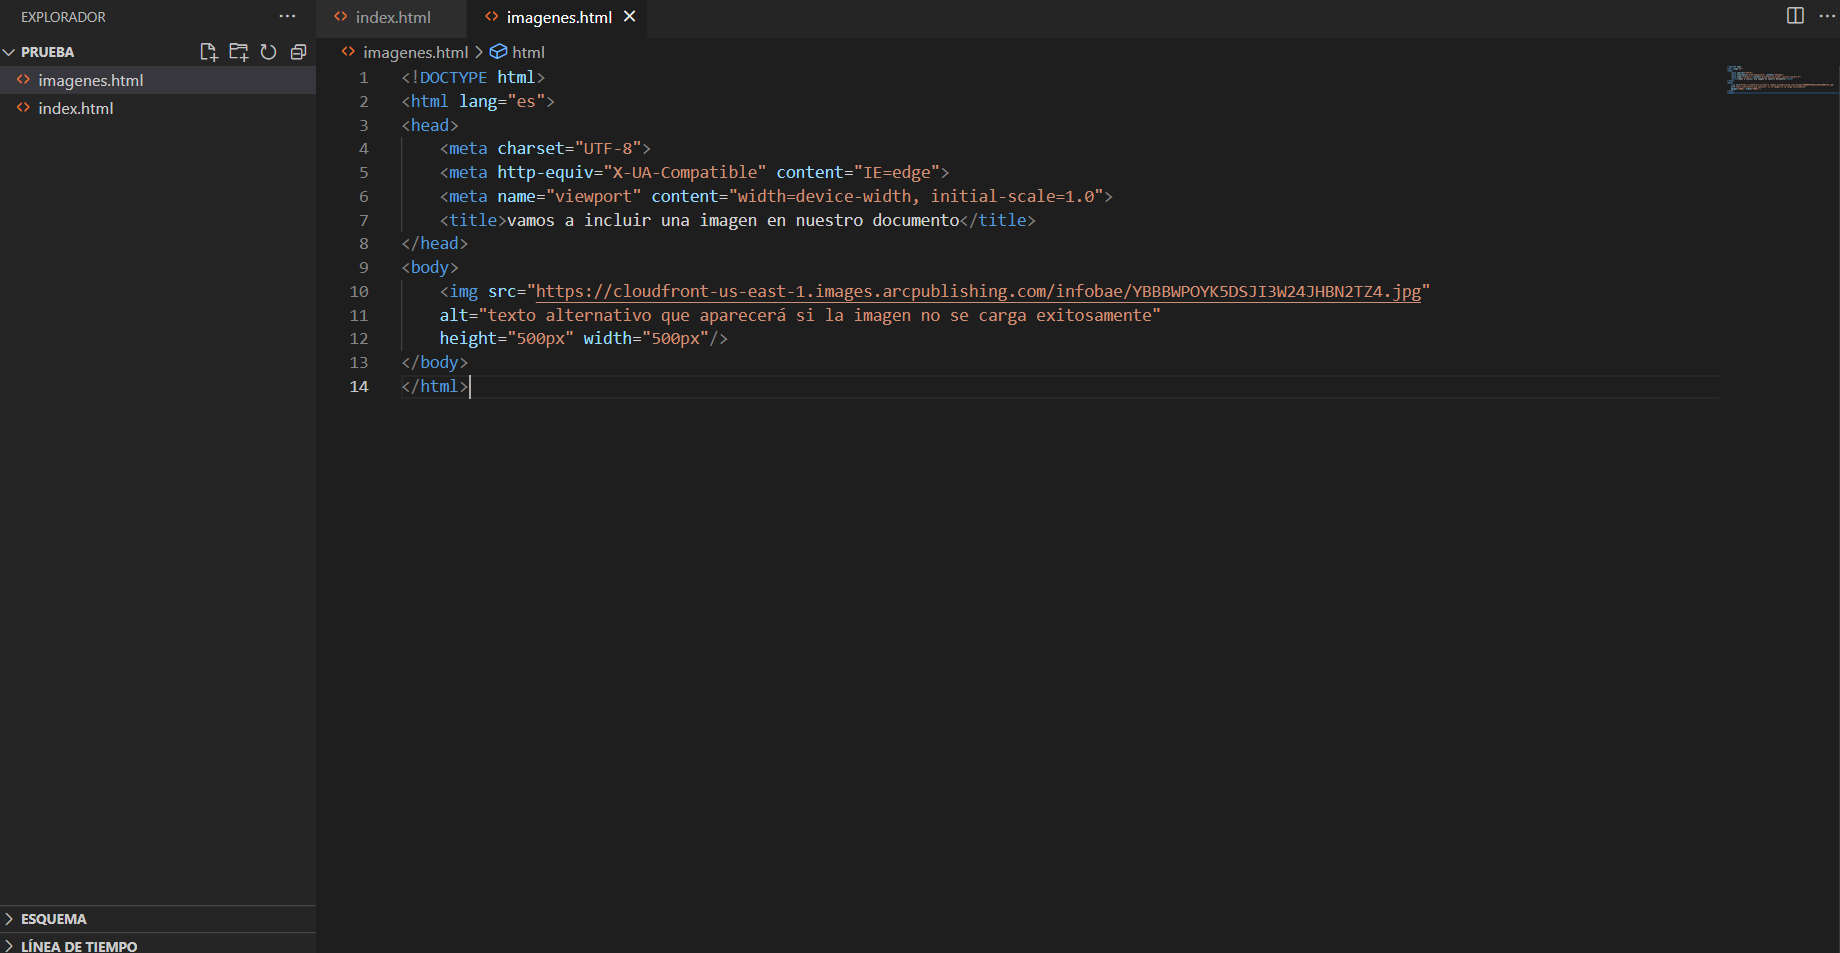 EXPLORADOR ···
PRUEBA
imagenes.html
index.html
ESQUEMA
LÍNEA DE TIEMPO
index.html
imagenes.html
imagenes.html > html
1 <!DOCTYPE html>
2 <html lang="es">
3 <head>
4 <meta charset="UTF-8">
5 <meta http-equiv="X-UA-Compatible" content="IE=edge">
6 <meta name="viewport" content="width=device-width, initial-scale=1.0">
7 <title>vamos a incluir una imagen en nuestro documento</title>
8 </head>
9 <body>
10 <img src="https://cloudfront-us-east-1.images.arcpublishing.com/infobae/YBBBWPOYK5DSJI3W24JHBN2TZ4.jpg"
11 alt="texto alternativo que aparecerá si la imagen no se carga exitosamente"
12 height="500px" width="500px"/>
13 </body>
14 </html>